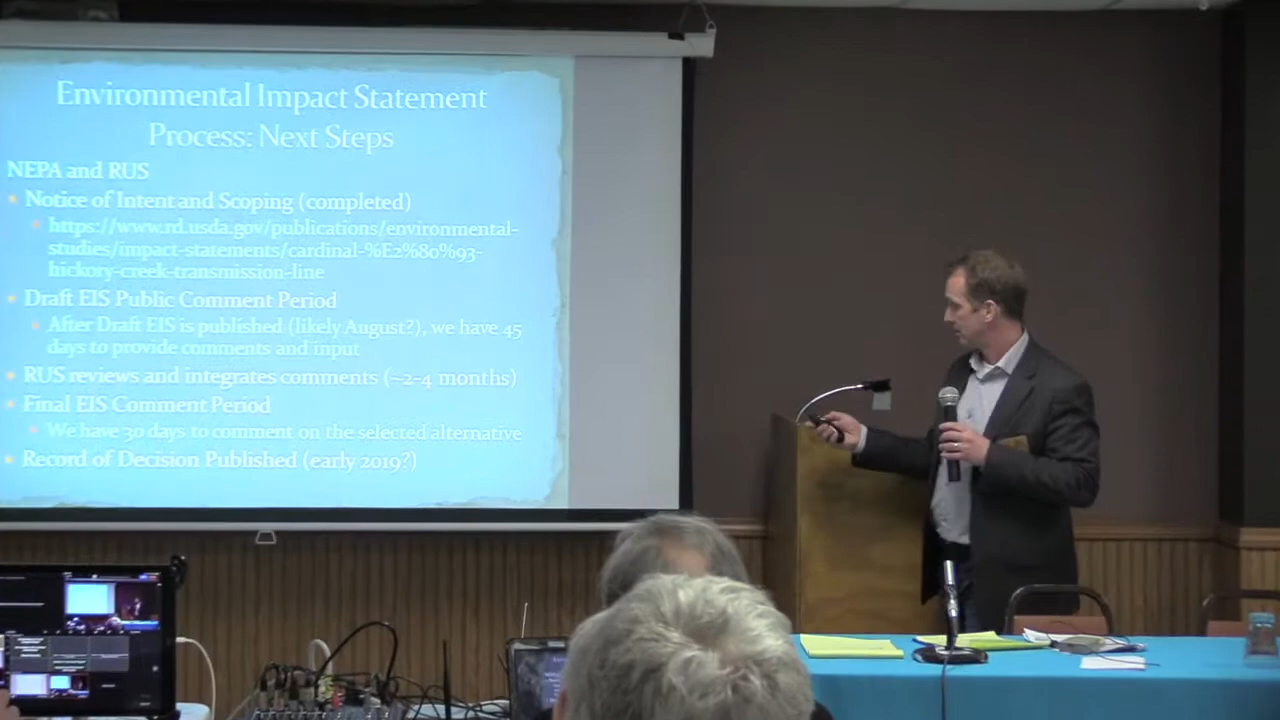 Environmental Impact Statement
Process: Next Steps
NEPA and RUS
Notice of Intent and Scoping (completed)
https://www.rd.usda.gov/publications/environmental-
studies/impact-statements/cardinal-%E2%80%93-
hickory-creek-transmission-line
Draft EIS Public Comment Period
After Draft EIS is published (likely August?), we have 45
days to provide comments and input
RUS reviews and integrates comments (~2-4 months)
Final EIS Comment Period
We have 30 days to comment on the selected alternative
Record of Decision Published (early 2019?)